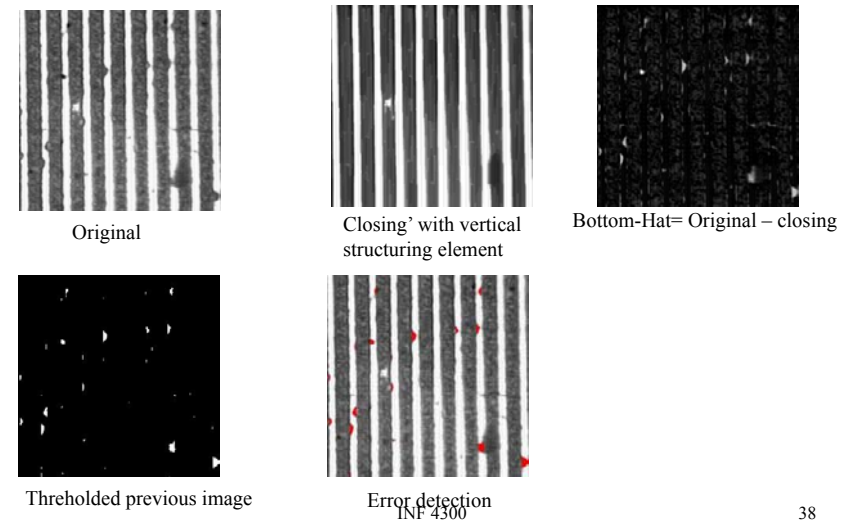 Original
Closing’ with vertical
structuring element
Bottom-Hat= Original – closing
Threholded previous image
Error detection
INF 4300
38